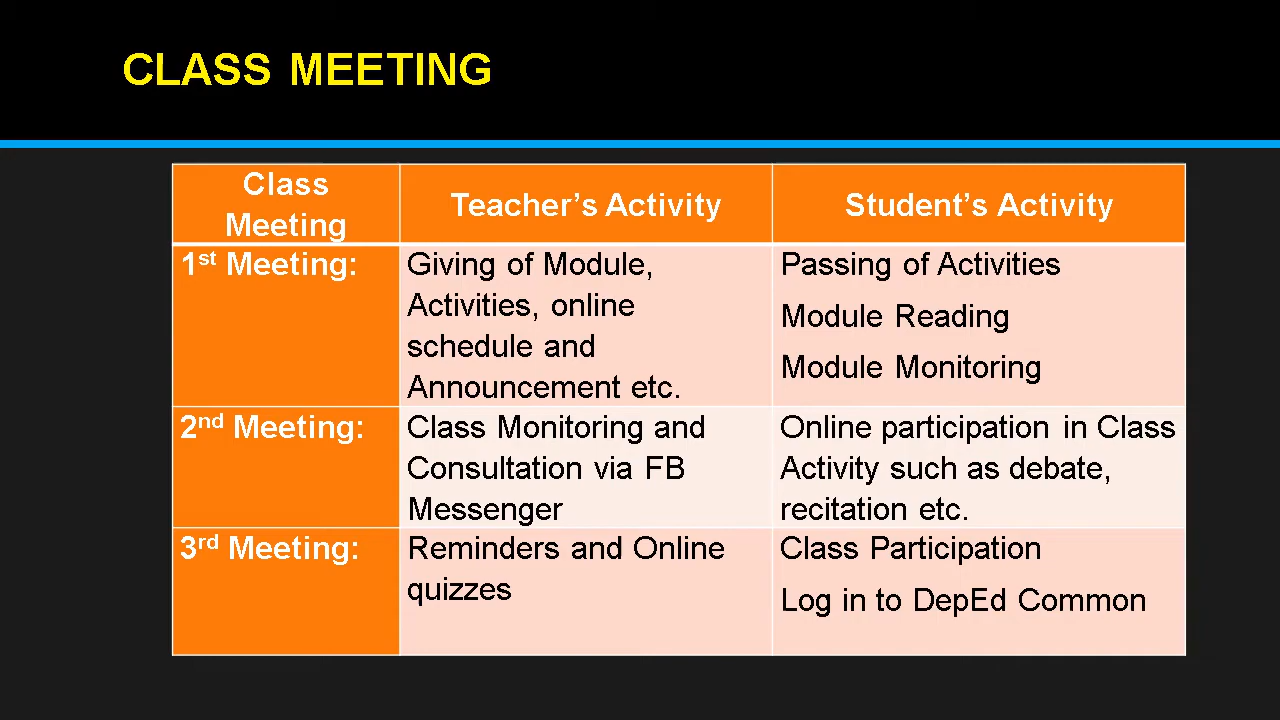 CLASS MEETING
Class
Meeting
Teacher’s Activity
Student’s Activity
1st Meeting:
Giving of Module,
Activities, online
schedule and
Announcement etc.
Passing of Activities
Module Reading
Module Monitoring
2nd Meeting:
Class Monitoring and
Consultation via FB
Messenger
Online participation in Class
Activity such as debate,
recitation etc.
3rd Meeting:
Reminders and Online
quizzes
Class Participation
Log in to DepEd Common